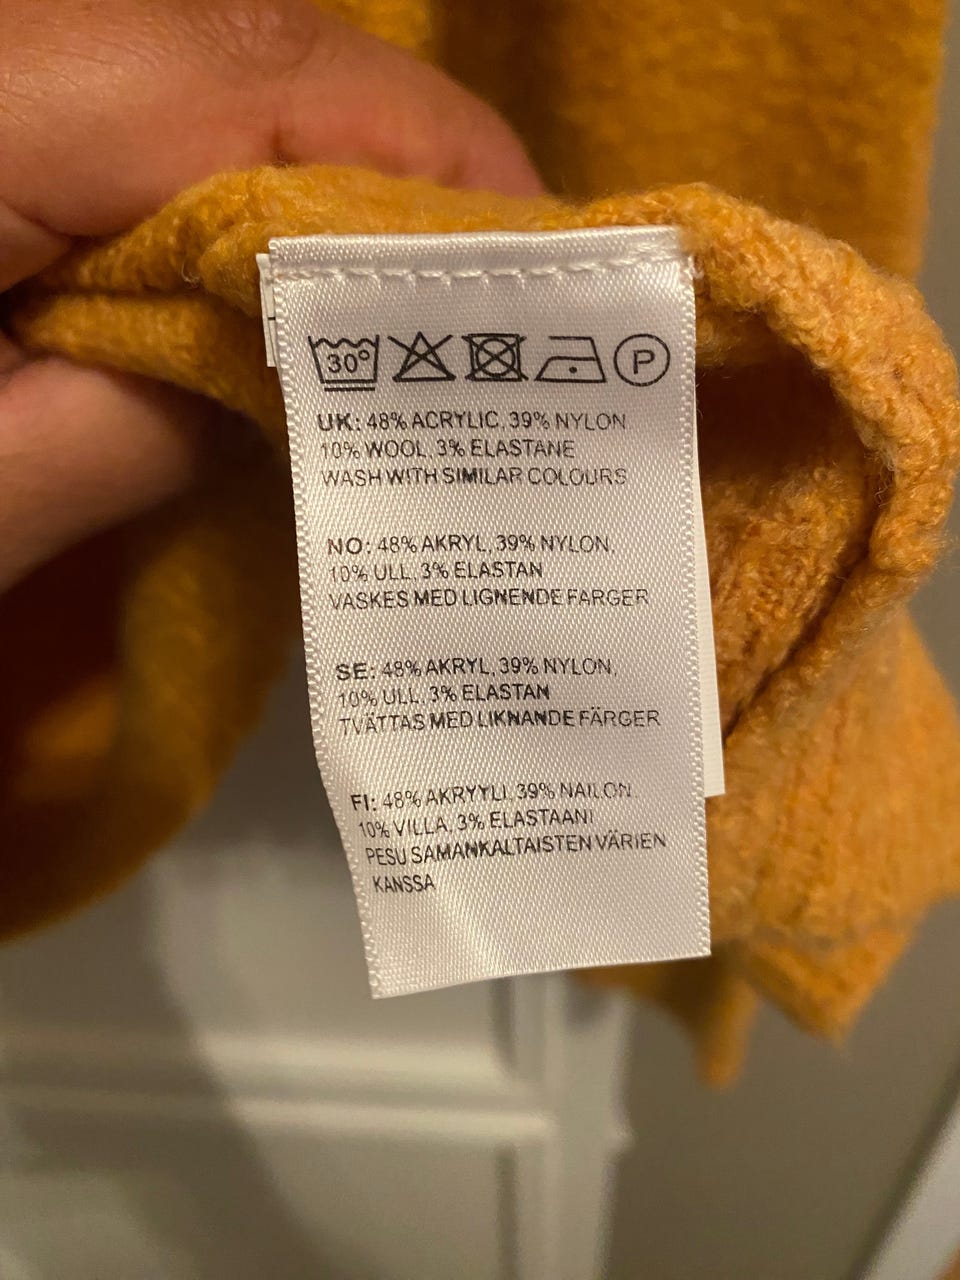 30°
P
UK: 48% ACRYLIC, 39% NYLON
10% WOOL, 3% ELASTANE
WASH WITH SIMILAR COLOURS
NO: 48% AKRYL, 39% NYLON,
10% ULL, 3% ELASTAN
VASKES MED LIGNENDE FARGER
SE: 48% AKRYL, 39% NYLON,
10% ULL, 3% ELASTAN
TVÄTTAS MED LIKNANDE FÄRGER
FI: 48% AKRYYLI, 39% NAILON
10% VILLA, 3% ELASTAANI
PESU SAMANKALTAISTEN VÄRIEN
KANSSA